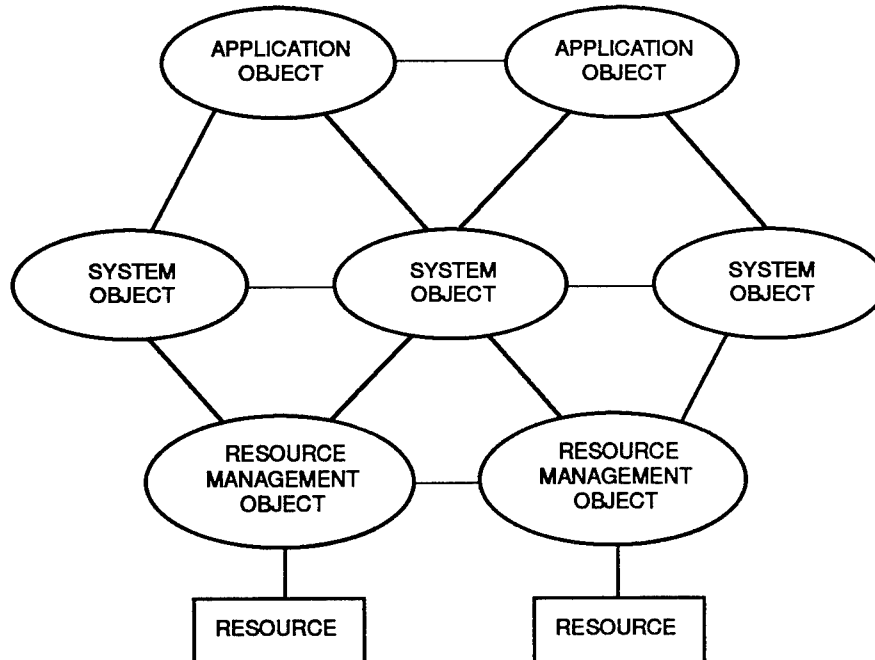 APPLICATION
OBJECT
APPLICATION
OBJECT
SYSTEM
OBJECT
SYSTEM
OBJECT
SYSTEM
OBJECT
RESOURCE
MANAGEMENT
OBJECT
RESOURCE
MANAGEMENT
OBJECT
RESOURCE
RESOURCE